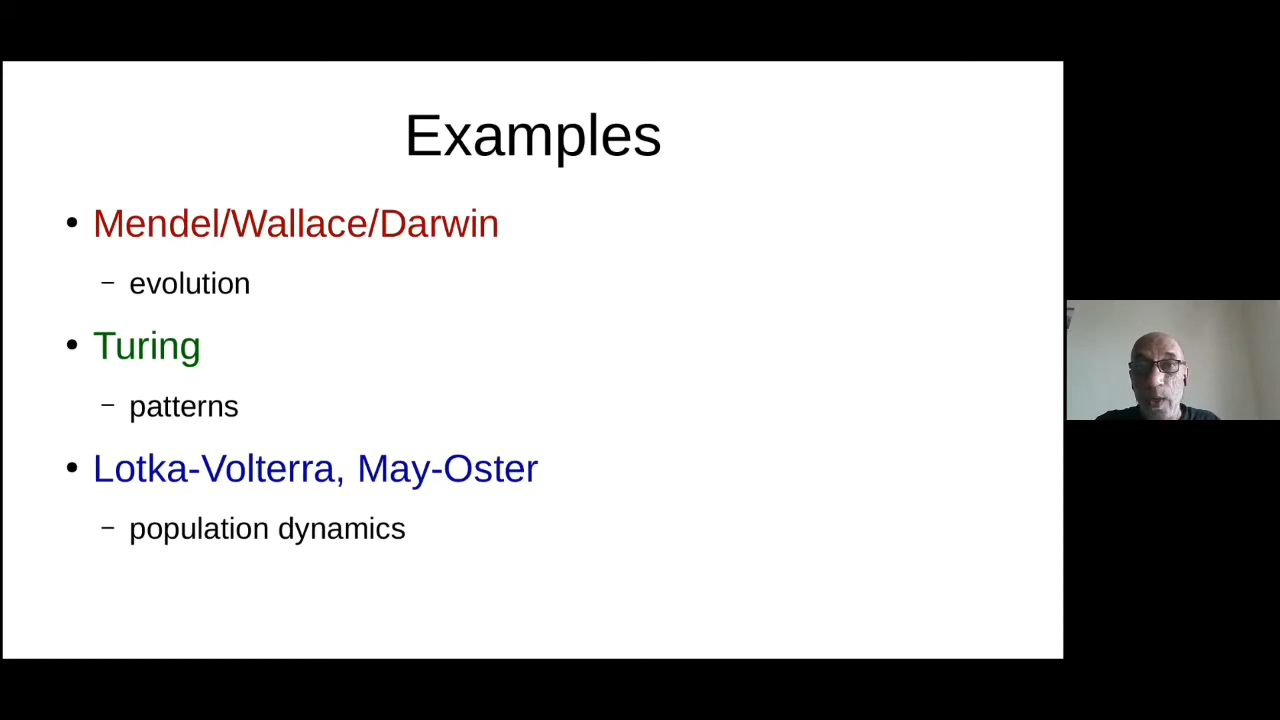 Examples
• Mendel/Wallace/Darwin
– evolution
• Turing
– patterns
• Lotka-Volterra, May-Oster
– population dynamics